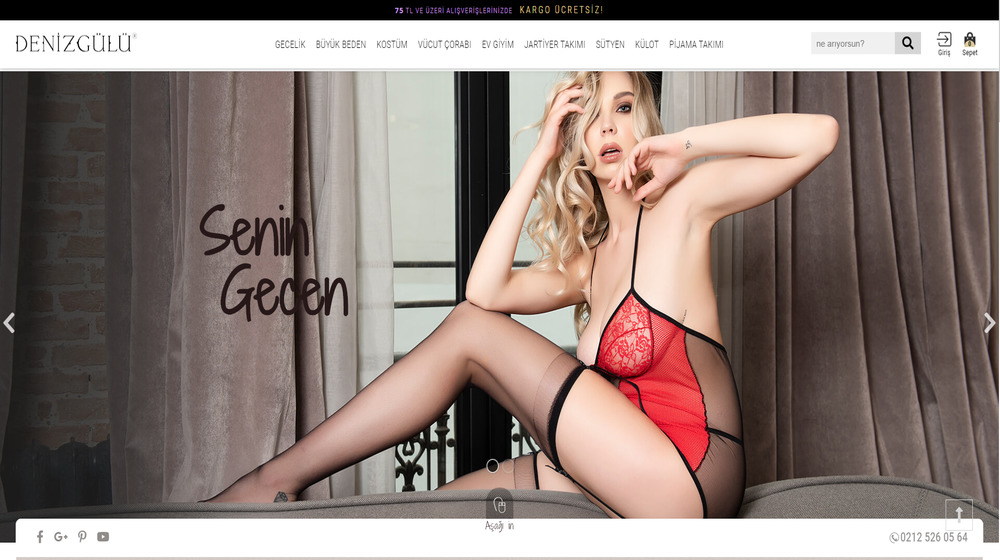 75 TL VE ÜZERİ ALIŞVERİŞLERİNİZDE KARGO ÜCRETSİZ!
DENİZGÜLÜ®
GECELİK BÜYÜK BEDEN KOSTÜM VÜCUT ÇORABI EV GİYİM JARTİYER TAKIMI SÜTYEN KÜLOT PİJAMA TAKIMI
ne arıyorsun?
Giriş Sepet
Senin
Gecen
Aşağı in
G+
0212 526 05 64